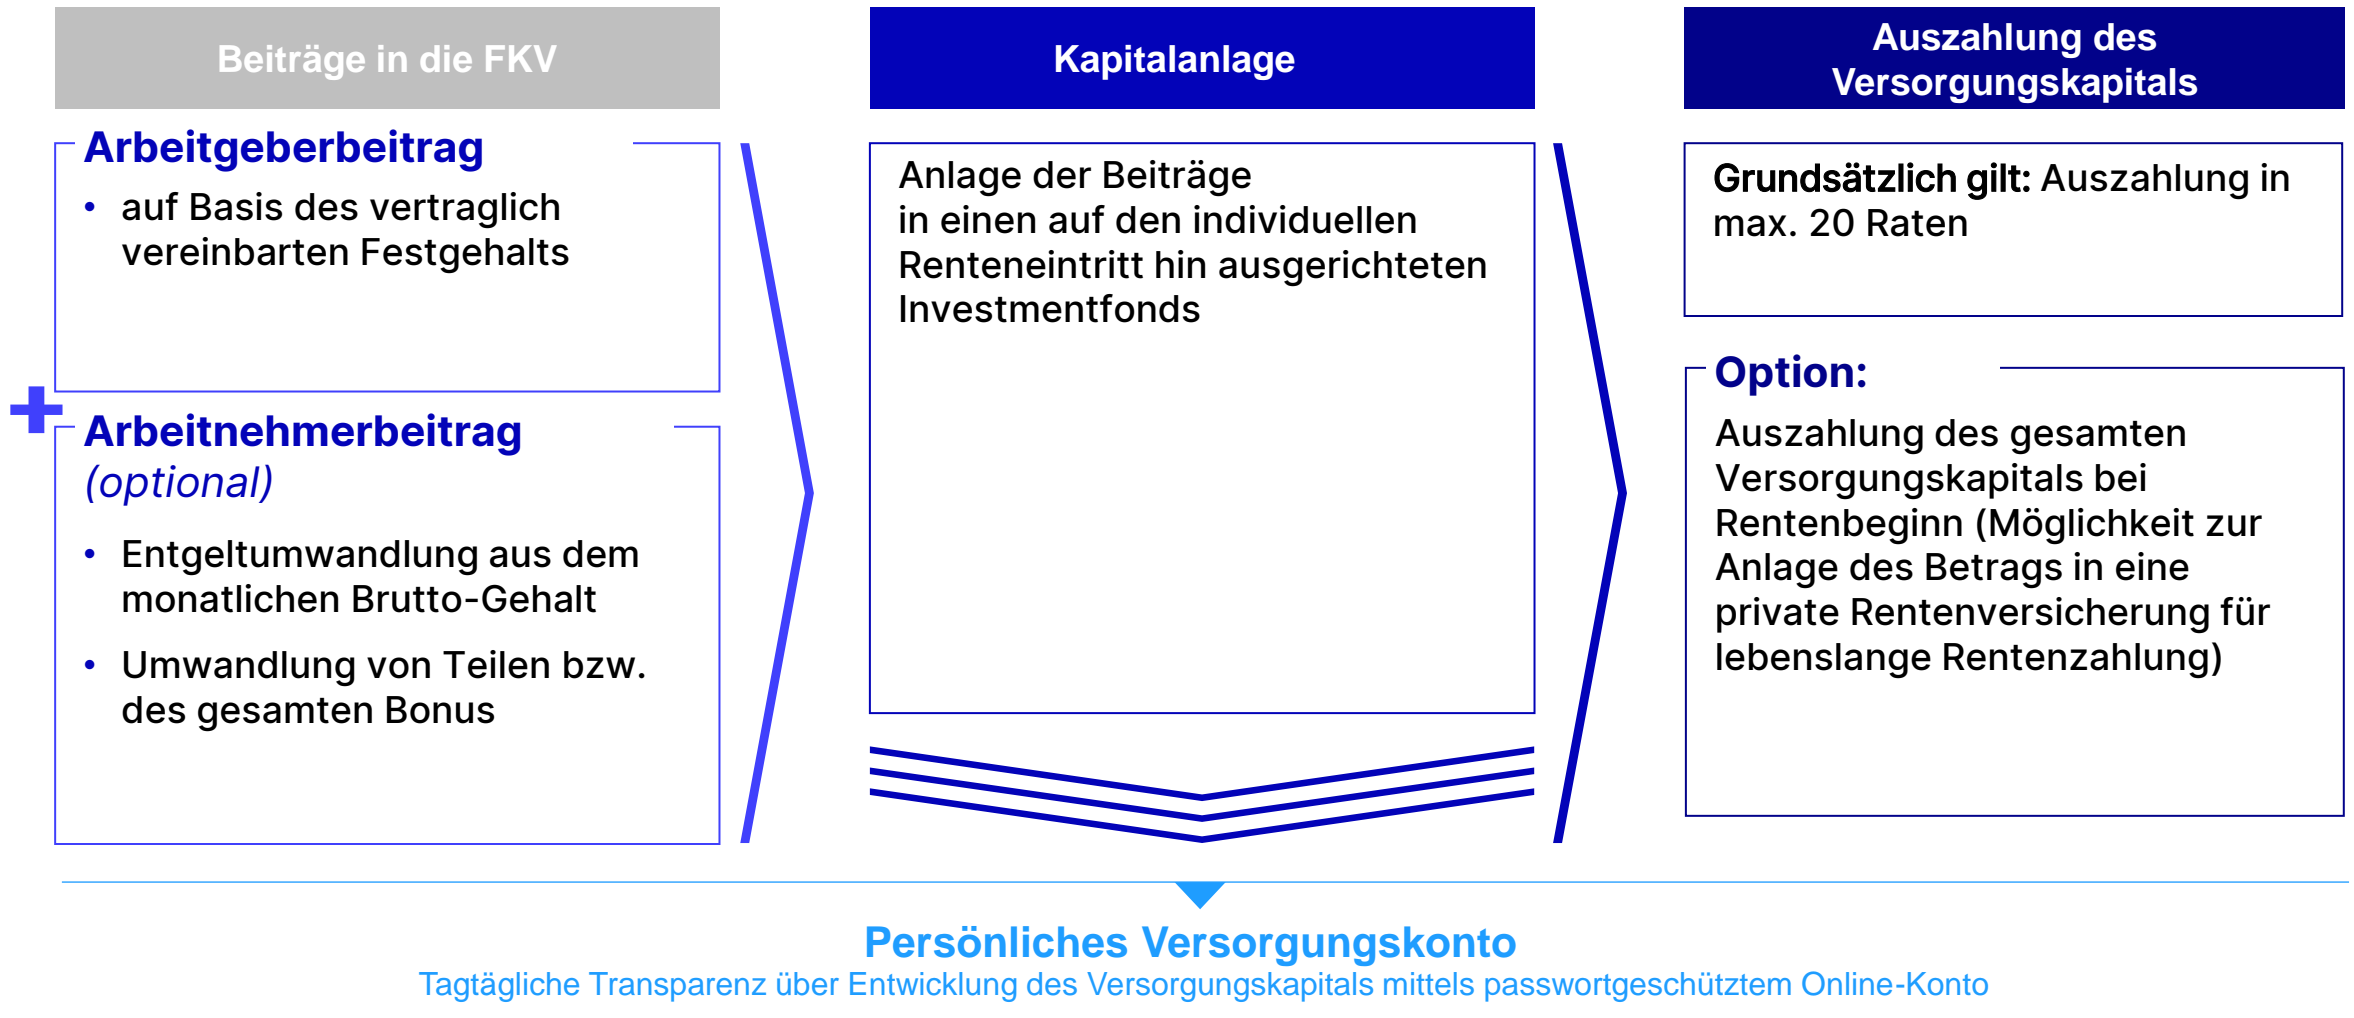 Beiträge in die FKV
Arbeitgeberbeitrag
• auf Basis des vertraglich
vereinbarten Festgehalts
+
Arbeitnehmerbeitrag
(optional)
• Entgeltumwandlung aus dem
monatlichen Brutto-Gehalt
• Umwandlung von Teilen bzw.
des gesamten Bonus
Kapitalanlage
Anlage der Beiträge
in einen auf den individuellen
Renteneintritt hin ausgerichteten
Investmentfonds
Auszahlung des
Versorgungskapitals
Grundsätzlich gilt: Auszahlung in
max. 20 Raten
Option:
Auszahlung des gesamten
Versorgungskapitals bei
Rentenbeginn (Möglichkeit zur
Anlage des Betrags in eine
private Rentenversicherung für
lebenslange Rentenzahlung)
Persönliches Versorgungskonto
Tagtägliche Transparenz über Entwicklung des Versorgungskapitals mittels passwortgeschütztem Online-Konto